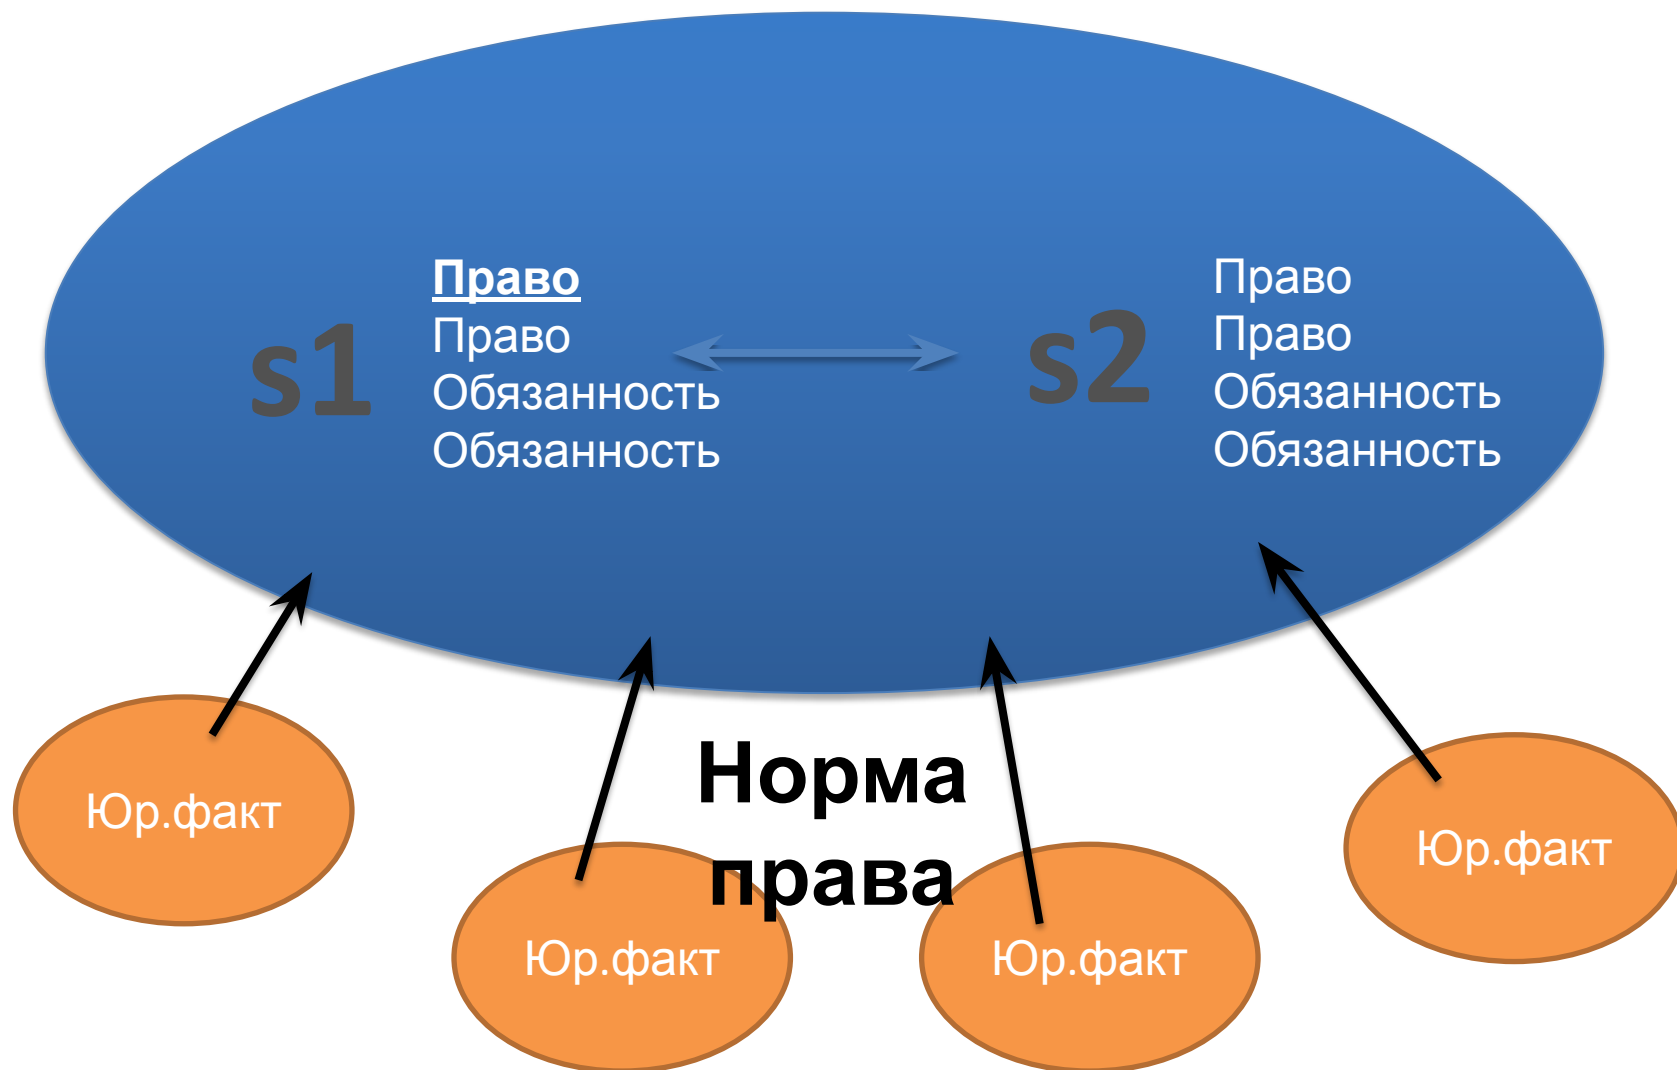 s1
Право
Право
Обязанность
Обязанность
s2
Право
Право
Обязанность
Обязанность
Норма
права
Юр.факт
Юр.факт
Юр.факт
Юр.факт